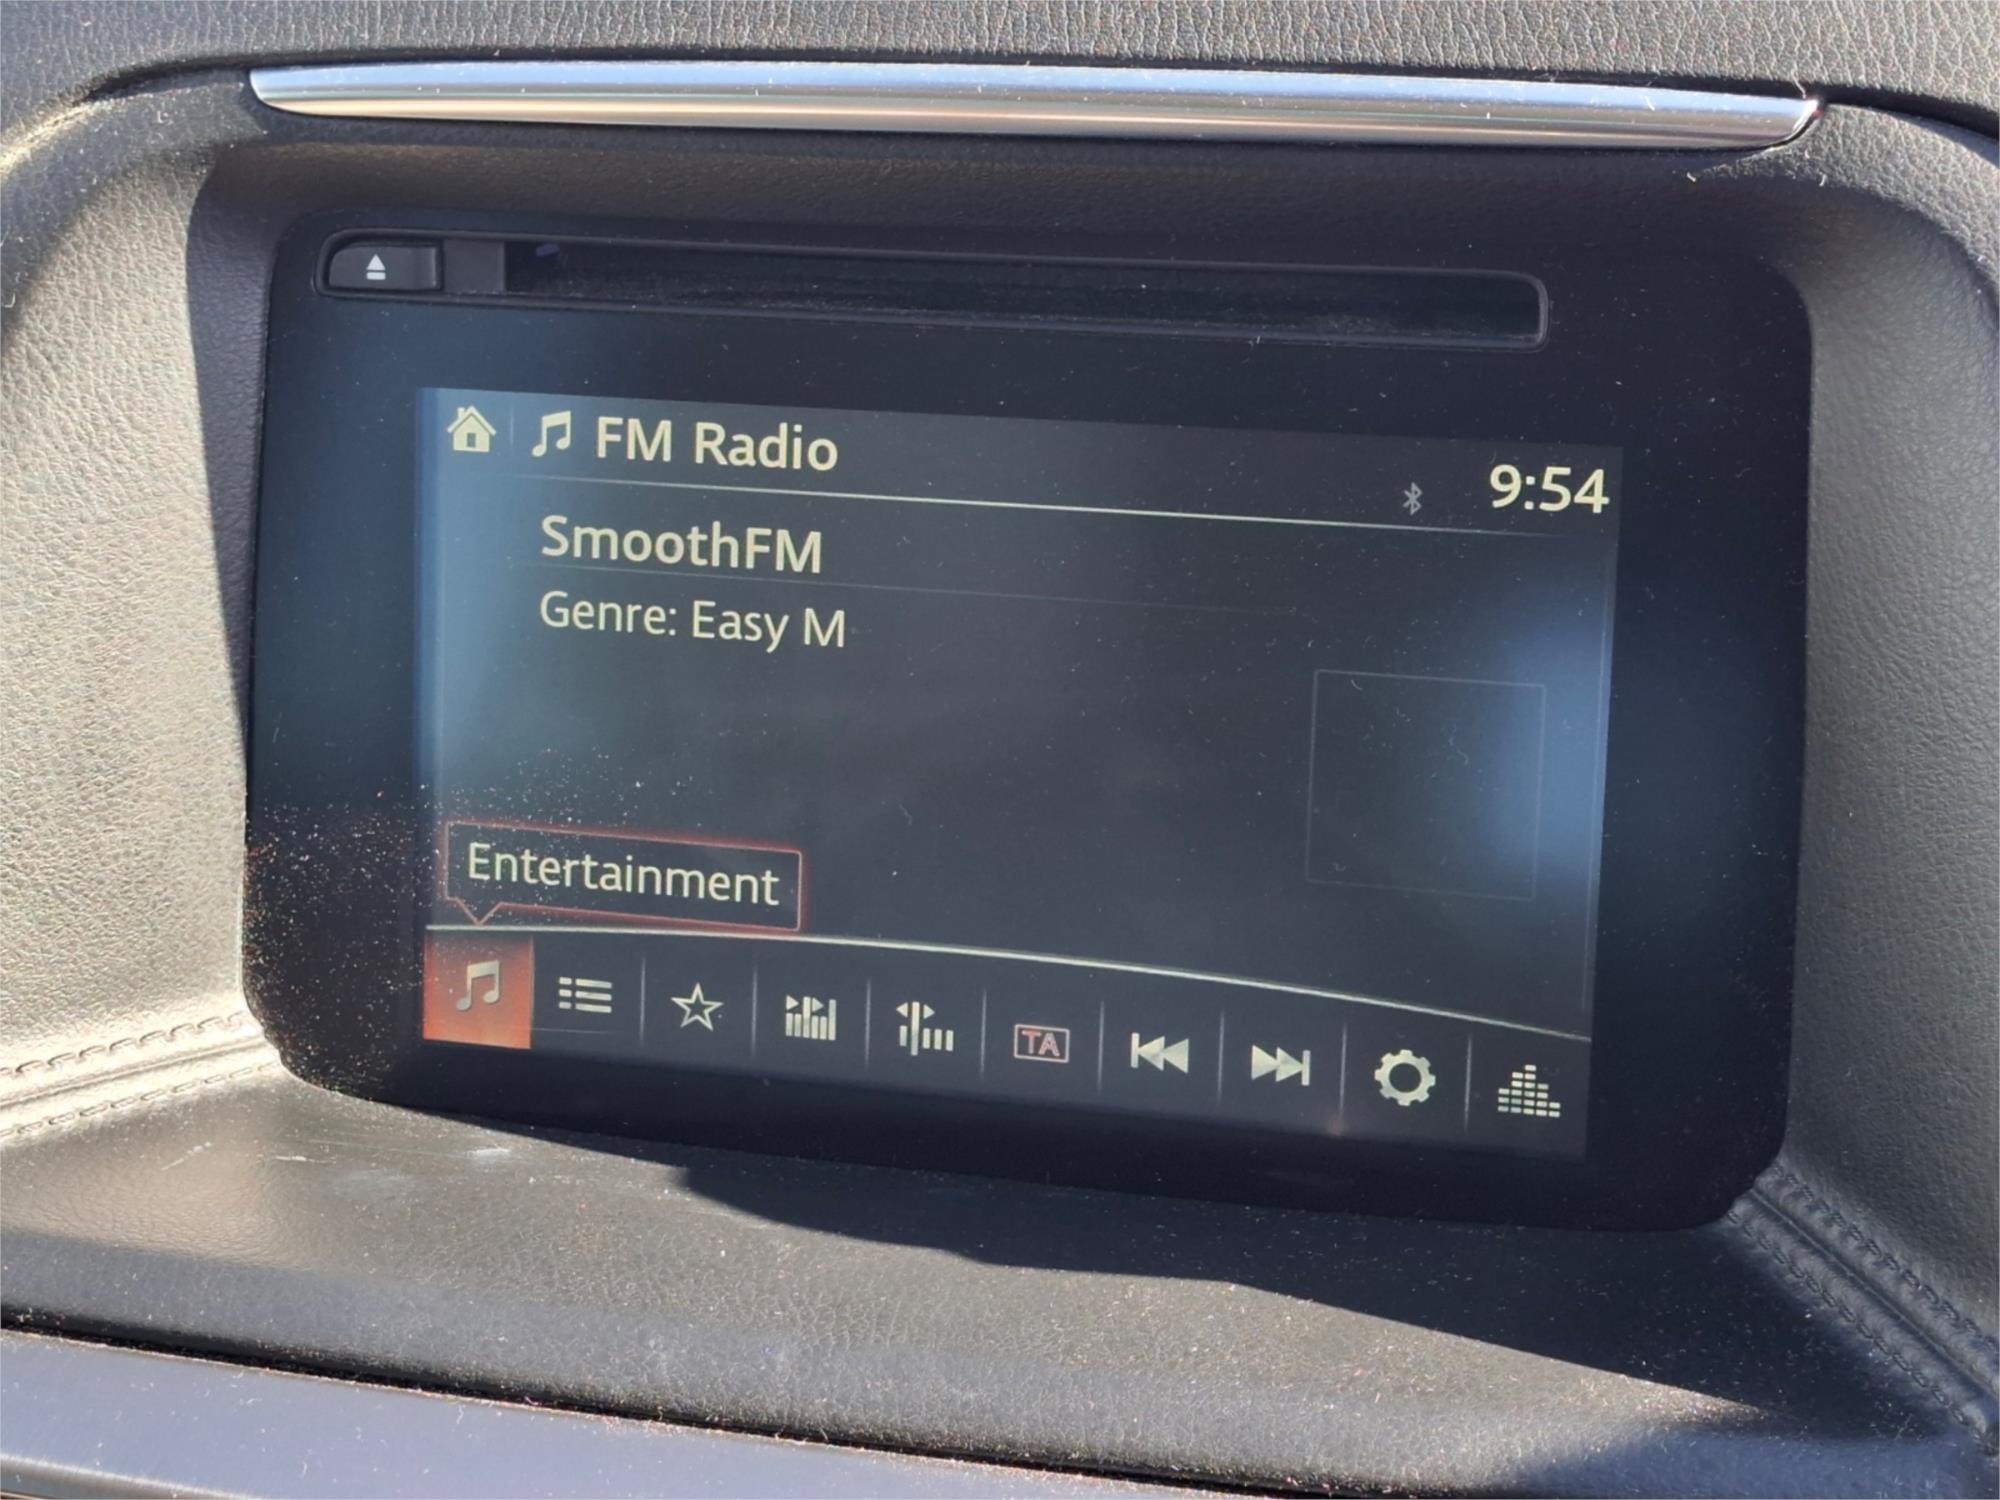 FM Radio
9:54
SmoothFM
Genre: Easy M
Entertainment
TA